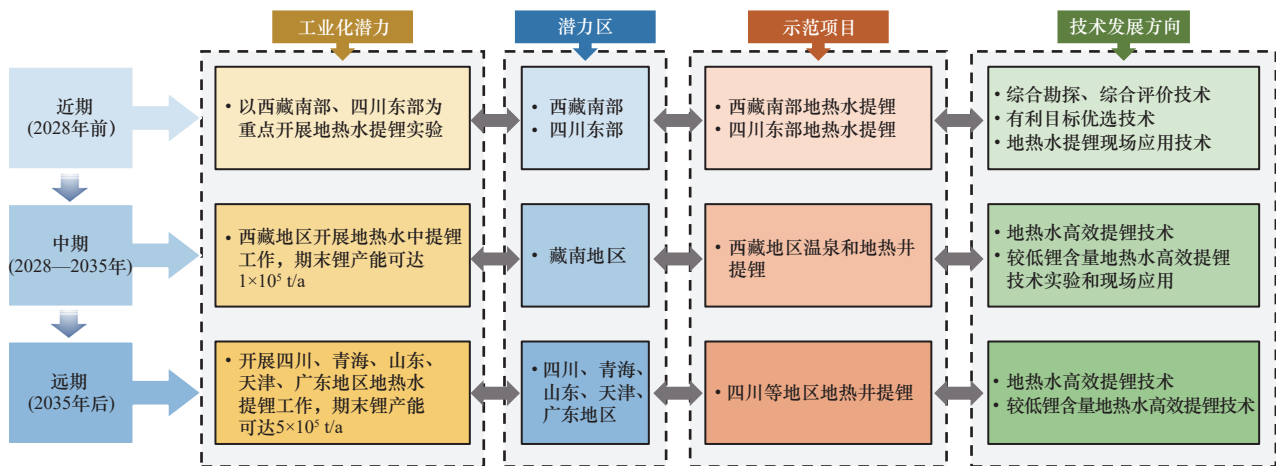 工业化潜力
潜力区
示范项目
技术发展方向
近期
(2028年前)
• 以西藏南部、四川东部为
重点开展地热水提锂实验
• 西藏南部
• 四川东部
• 西藏南部地热水提锂
• 四川东部地热水提锂
• 综合勘探、综合评价技术
• 有利目标优选技术
• 地热水提锂现场应用技术
中期
(2028—2035年)
• 西藏地区开展地热水中提锂
工作，期末锂产能可达
1×10⁵ t/a
• 藏南地区
• 西藏地区温泉和地热井
提锂
• 地热水高效提锂技术
• 较低锂含量地热水高效提锂
技术实验和现场应用
远期
(2035年后)
• 开展四川、青海、山东、
天津、广东地区地热水
提锂工作，期末锂产能
可达5×10⁵ t/a
• 四川、青海、
山东、天津、
广东地区
• 四川等地区地热井提锂
• 地热水高效提锂技术
• 较低锂含量地热水高效提锂技术